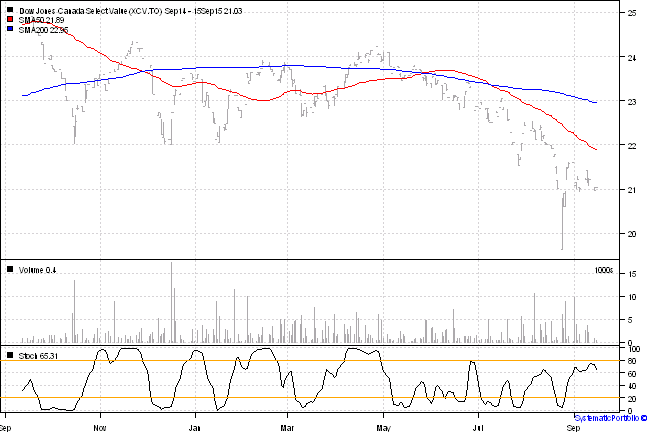 Dow Jones Canada Select Value (XCV.TO) Sep14 - 15Sep15 21.03
SMA50 21.89
SMA200 22.95
25
24
23
22
21
20
Volume 0.4
1000s
15
10
5
0
Stoch 65.31
100
80
60
40
20
0
Sep Nov Jan Mar May Jul Sep
SystematicPortfolio ©